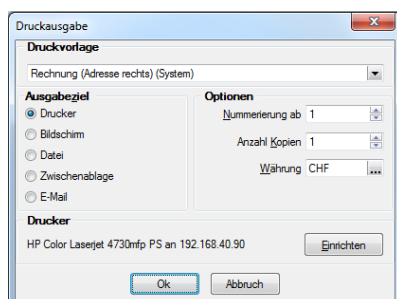 Druckausgabe
Druckvorlage
Rechnung (Adresse rechts) (System)
Ausgabeziel
Optionen
Drucker
Nummerierung ab 1
Bildschirm
Anzahl Kopien 1
Datei
Währung CHF ...
Zwischenablage
E-Mail
Drucker
HP Color Laserjet 4730mfp PS an 192.168.40.90
Einrichten
Ok
Abbruch